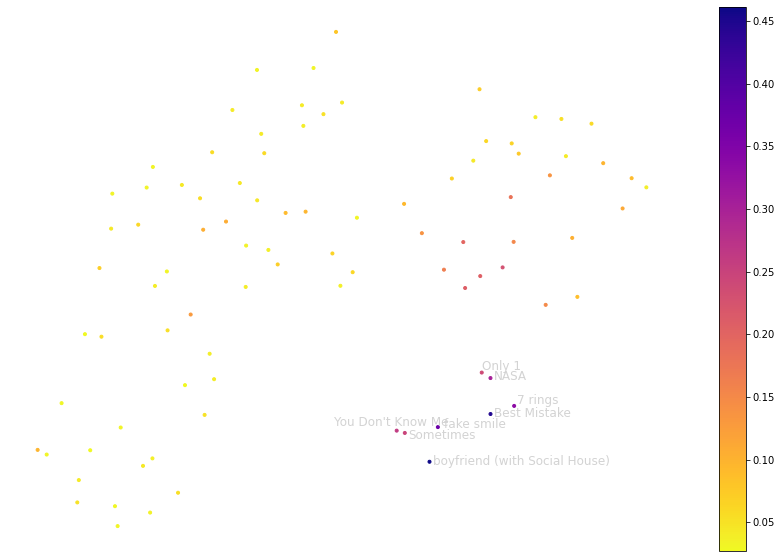 0.45
0.40
0.35
0.30
0.25
0.20
0.15
0.10
0.05
Only 1
NASA
7 rings
Best Mistake
You Don't Know Me
fake smile
Sometimes
boyfriend (with Social House)